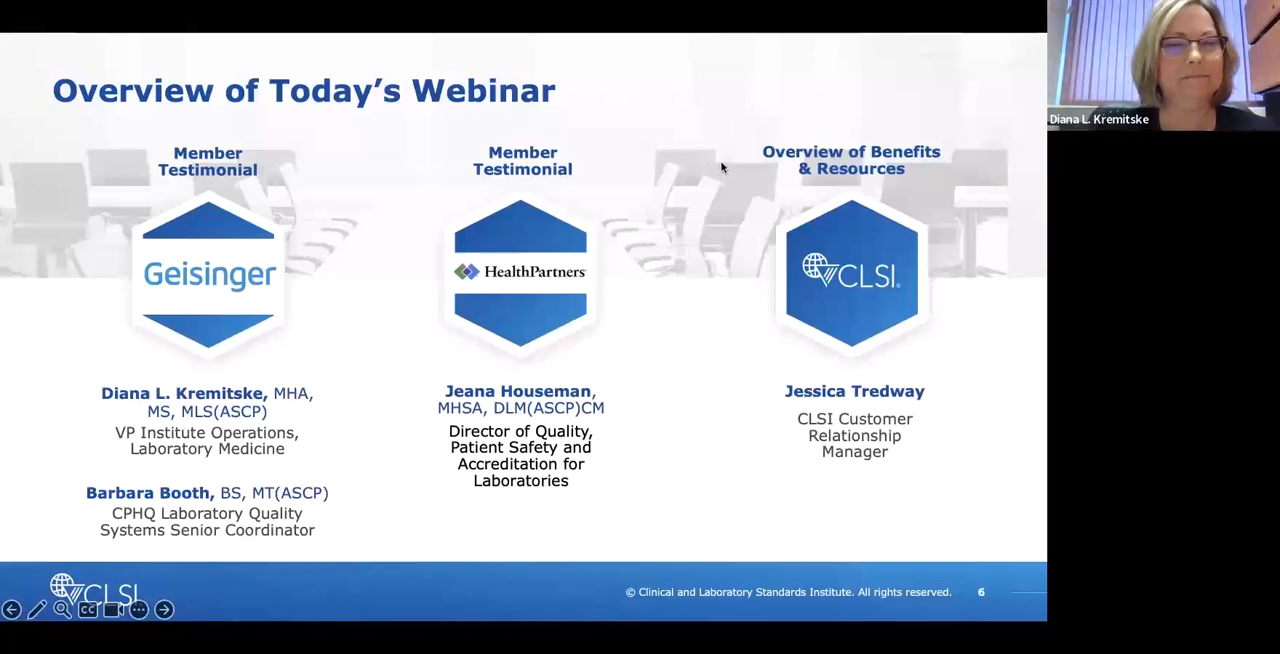 Overview of Today’s Webinar
Member
Testimonial
Geisinger
Diana L. Kremitske, MHA,
MS, MLS(ASCP)
VP Institute Operations,
Laboratory Medicine
Barbara Booth, BS, MT(ASCP)
CPHQ Laboratory Quality
Systems Senior Coordinator
Member
Testimonial
HealthPartners
Jeana Houseman,
MHSA, DLM(ASCP)CM
Director of Quality,
Patient Safety and
Accreditation for
Laboratories
Overview of Benefits
& Resources
CLSI®
Jessica Tredway
CLSI Customer
Relationship
Manager
CLSI
CC
© Clinical and Laboratory Standards Institute. All rights reserved. 6
Diana L. Kremitske